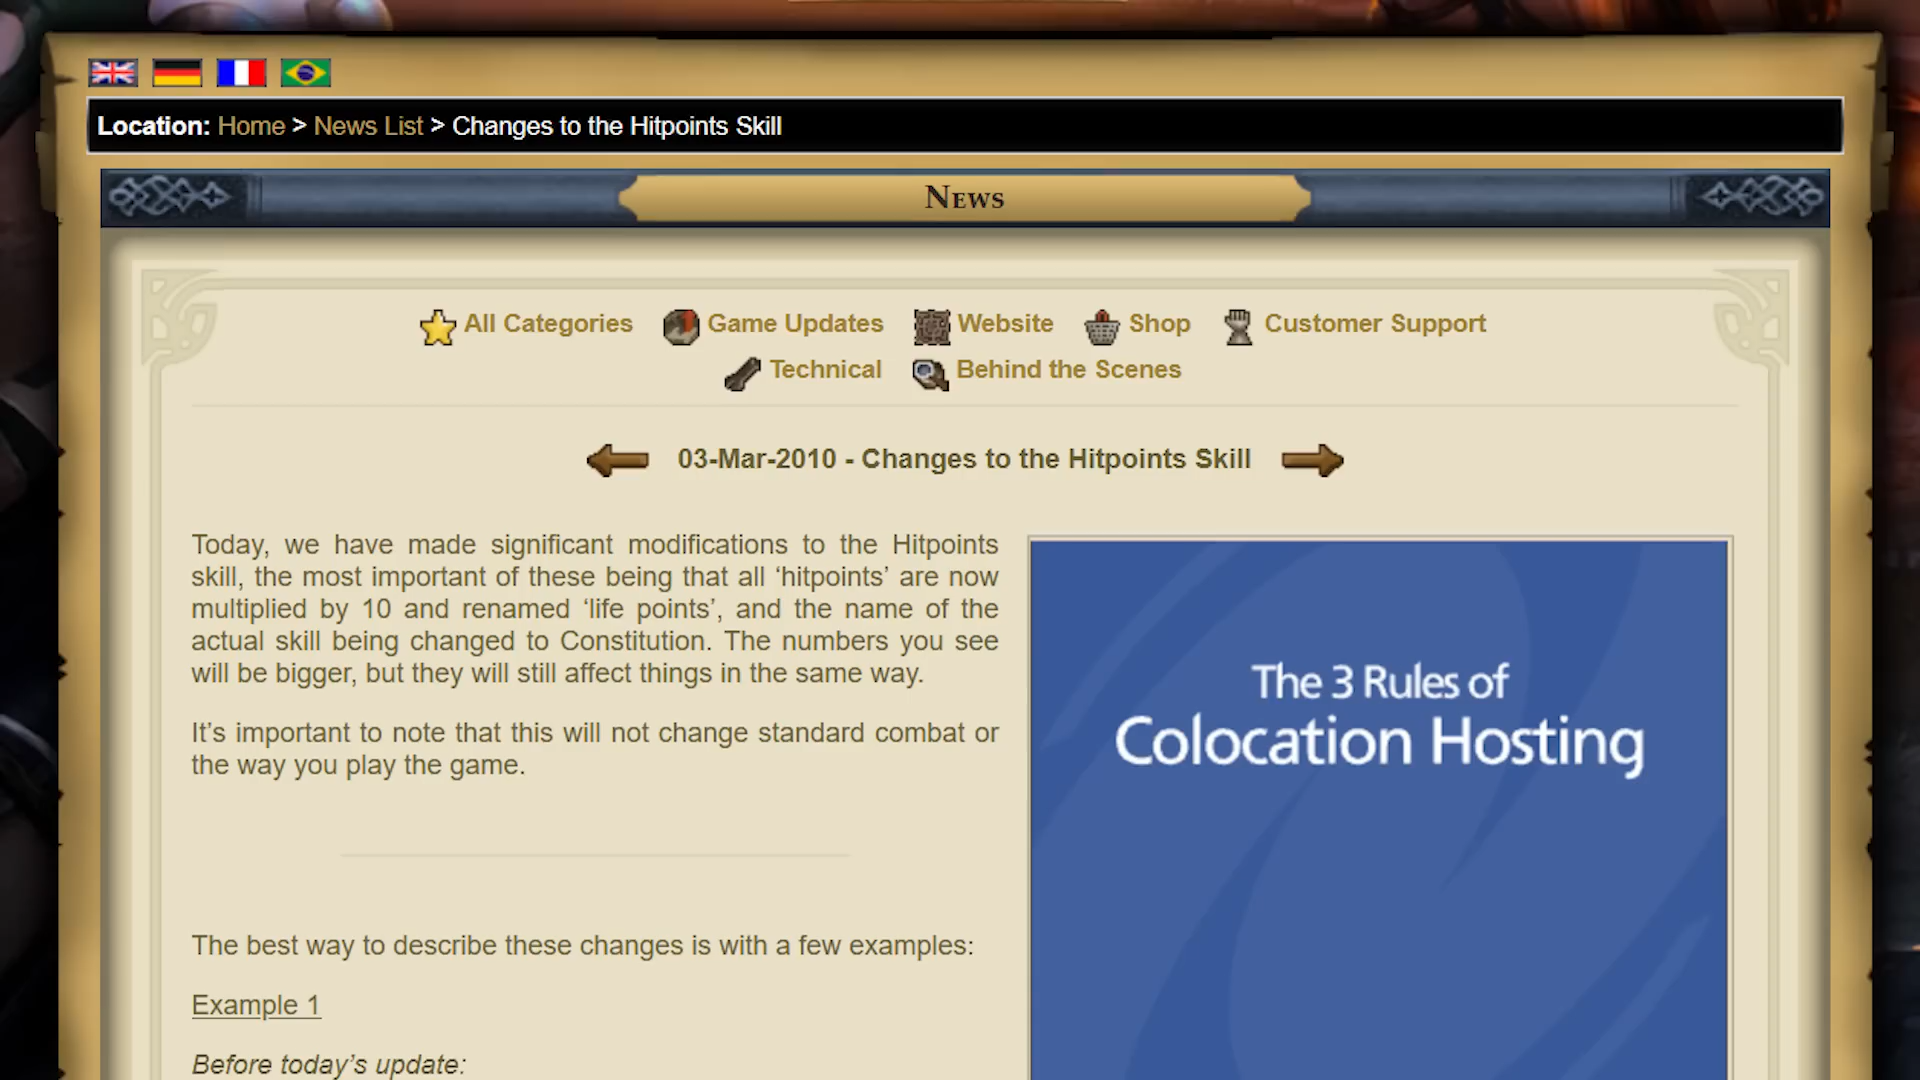 Location: Home > News List > Changes to the Hitpoints Skill
News
All Categories Game Updates Website Shop Customer Support
Technical Behind the Scenes
03-Mar-2010 - Changes to the Hitpoints Skill
Today, we have made significant modifications to the Hitpoints
skill, the most important of these being that all ‘hitpoints’ are now
multiplied by 10 and renamed ‘life points’, and the name of the
actual skill being changed to Constitution. The numbers you see
will be bigger, but they will still affect things in the same way.
It’s important to note that this will not change standard combat or
the way you play the game.
The best way to describe these changes is with a few examples:
Example 1
Before today’s update:
The 3 Rules of
Colocation Hosting